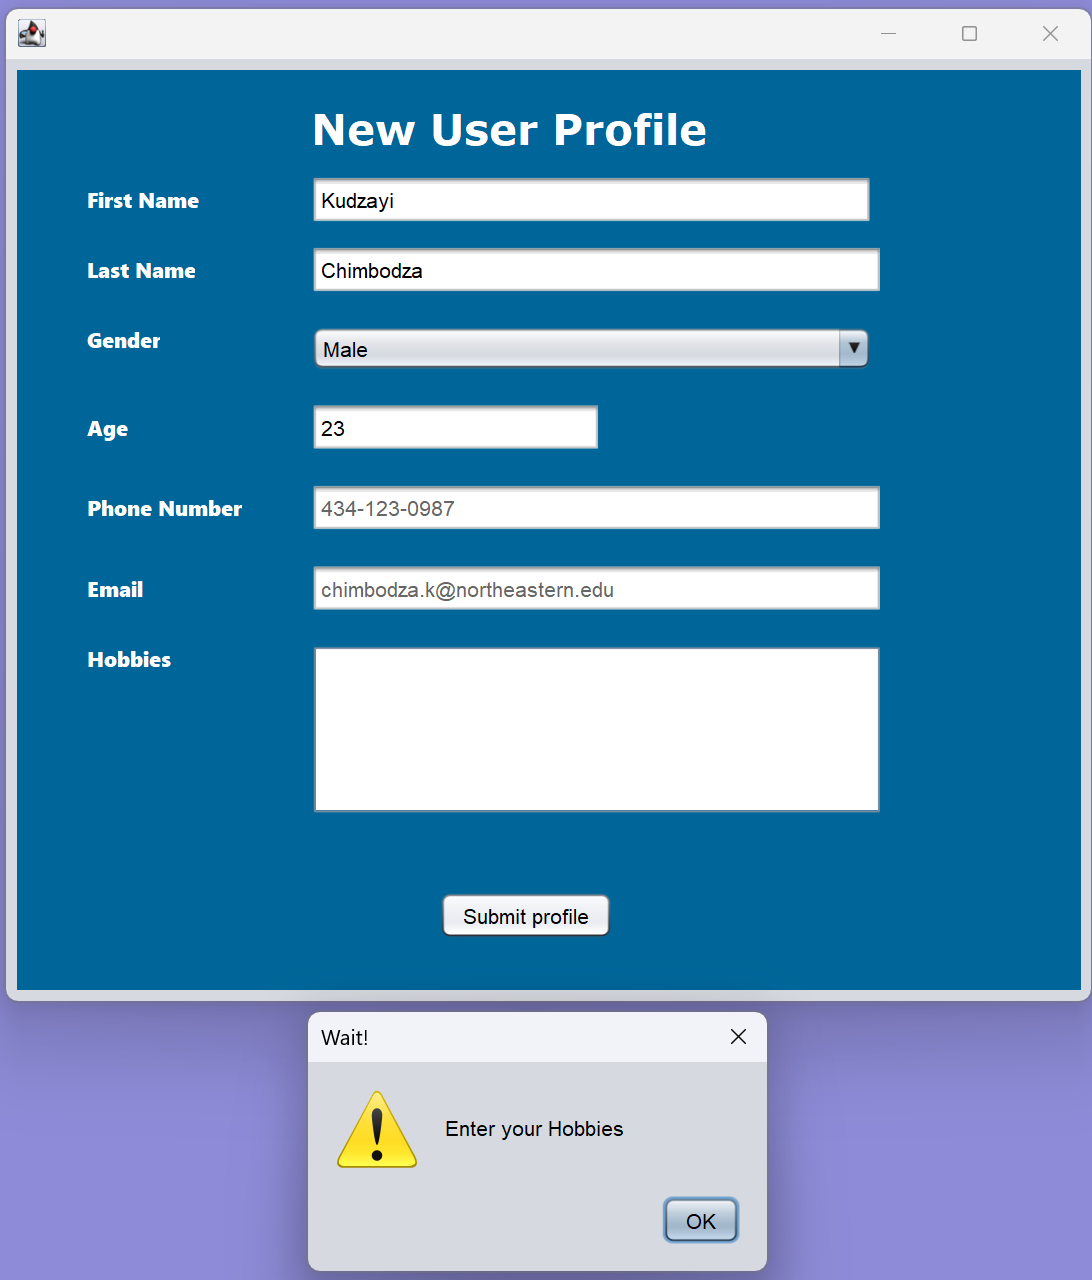 New User Profile
First Name Kudzayi
Last Name Chimbodza
Gender Male
Age 23
Phone Number 434-123-0987
Email chimbodza.k@northeastern.edu
Hobbies
Submit profile
Wait!
Enter your Hobbies
OK